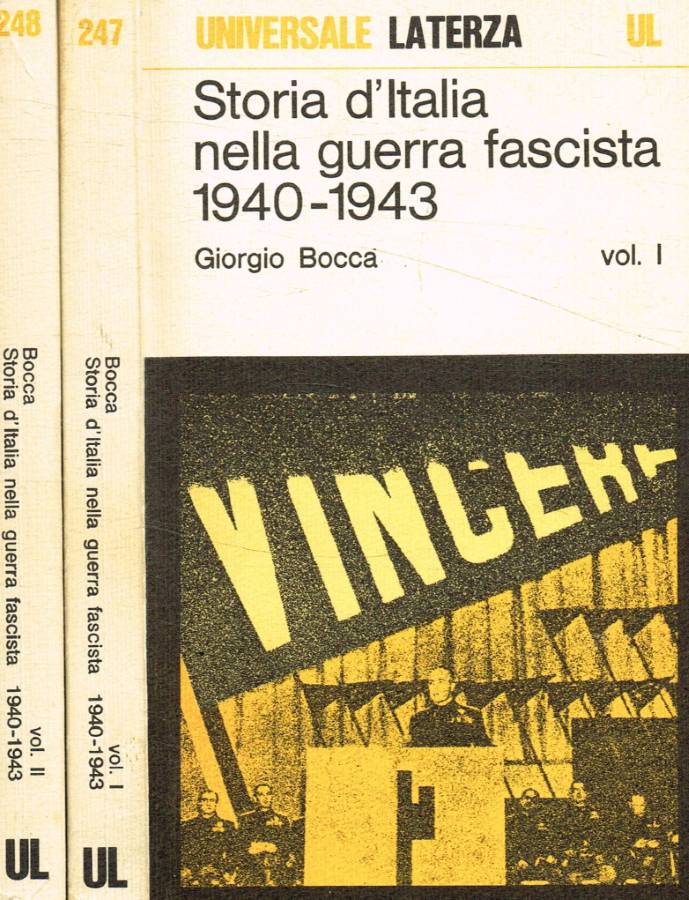 248
Bocca
Storia d'Italia nella guerra fascista 1940-1943
vol. II
UL
247
Bocca
Storia d'Italia nella guerra fascista 1940-1943
vol. I
UL
UNIVERSALE LATERZA UL
Storia d'Italia
nella guerra fascista
1940-1943
Giorgio Bocca vol. I
VINCERE